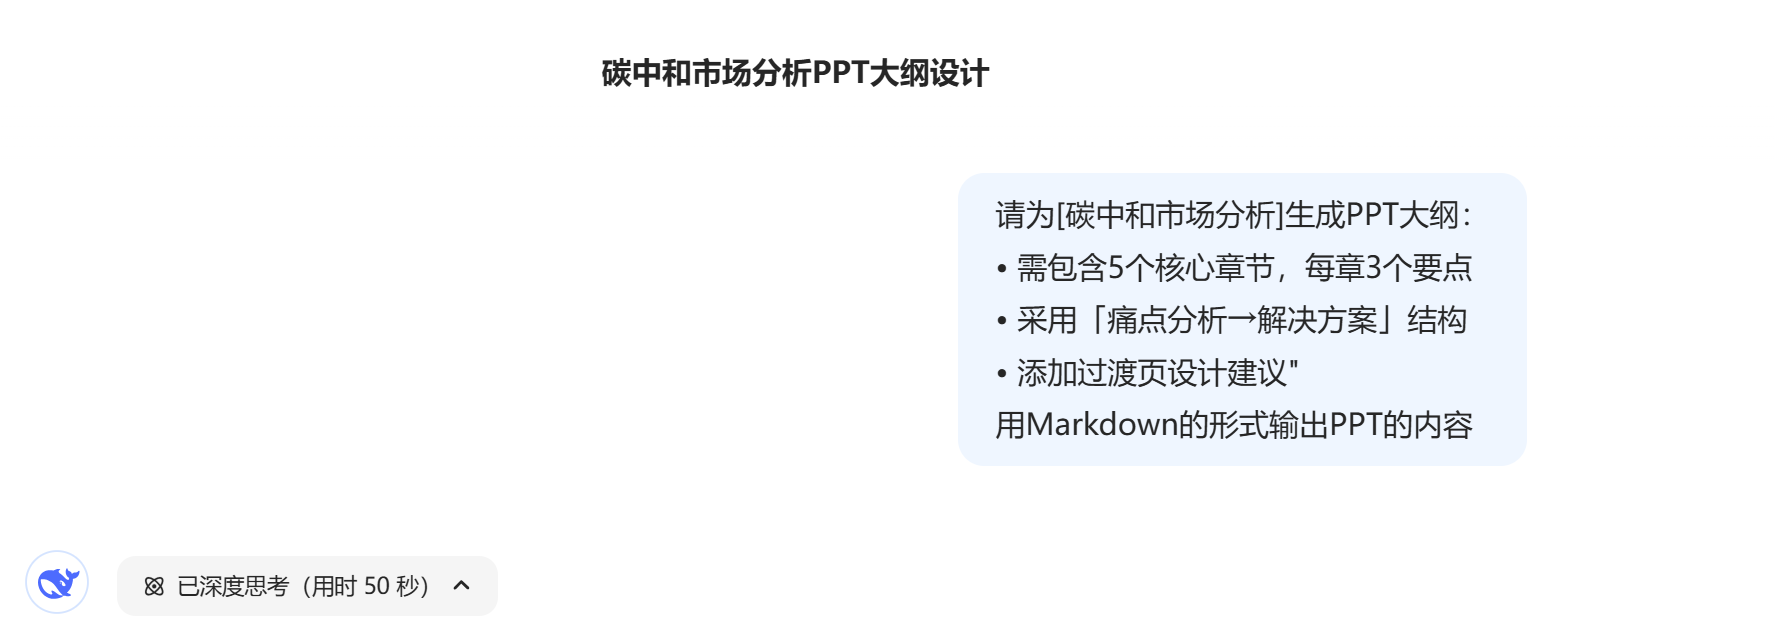 碳中和市场分析PPT大纲设计
请为[碳中和市场分析]生成PPT大纲：
• 需包含5个核心章节，每章3个要点
• 采用「痛点分析→解决方案」结构
• 添加过渡页设计建议"
用Markdown的形式输出PPT的内容
已深度思考（用时 50 秒）